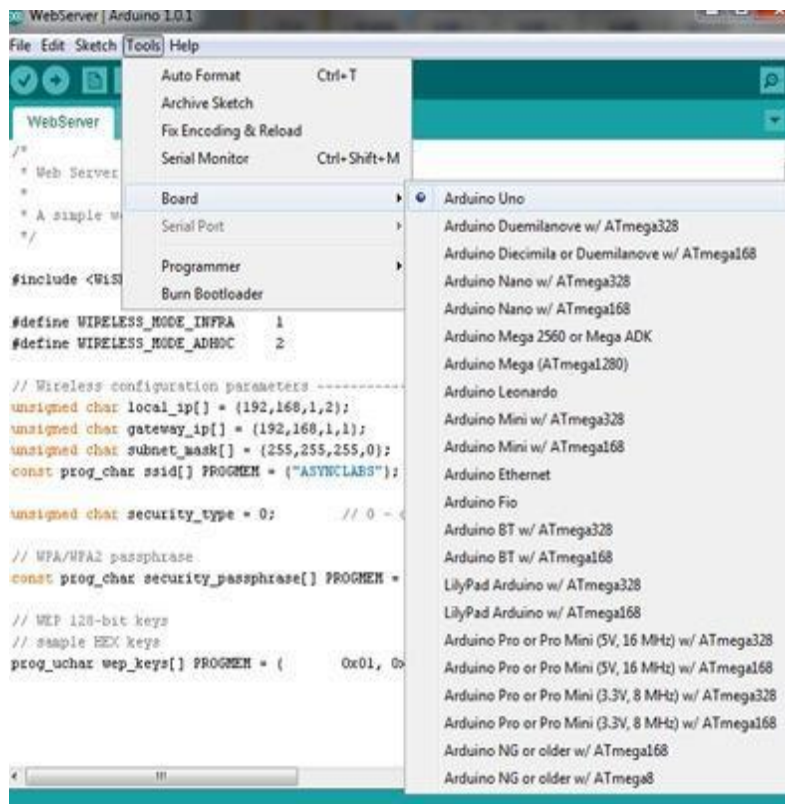 WebServer | Arduino 1.0.1
File Edit Sketch Tools Help
Auto Format Ctrl+T
Archive Sketch
Fix Encoding & Reload
Serial Monitor Ctrl+Shift+M
Board
Serial Port
Programmer
Burn Bootloader
Arduino Uno
Arduino Duemilanove w/ ATmega328
Arduino Diecimila or Duemilanove w/ ATmega168
Arduino Nano w/ ATmega328
Arduino Nano w/ ATmega168
Arduino Mega 2560 or Mega ADK
Arduino Mega (ATmega1280)
Arduino Leonardo
Arduino Mini w/ ATmega328
Arduino Mini w/ ATmega168
Arduino Ethernet
Arduino Fio
Arduino BT w/ ATmega328
Arduino BT w/ ATmega168
LilyPad Arduino w/ ATmega328
LilyPad Arduino w/ ATmega168
Arduino Pro or Pro Mini (5V, 16 MHz) w/ ATmega328
Arduino Pro or Pro Mini (5V, 16 MHz) w/ ATmega168
Arduino Pro or Pro Mini (3.3V, 8 MHz) w/ ATmega328
Arduino Pro or Pro Mini (3.3V, 8 MHz) w/ ATmega168
Arduino NG or older w/ ATmega168
Arduino NG or older w/ ATmega8
WebServer
/*
* Web Server
*
* A simple w
*/
#include <WiS
#define WIRELESS_MODE_INFRA 1
#define WIRELESS_MODE_ADHOC 2
// Wireless configuration parameters ----------
unsigned char local_ip[] = {192,168,1,2};
unsigned char gateway_ip[] = {192,168,1,1};
unsigned char subnet_mask[] = {255,255,255,0};
const prog_char ssid[] PROGMEM = {"ASYNCLABS"};
unsigned char security_type = 0; // 0 -
// WPA/WPA2 passphrase
const prog_char security_passphrase[] PROGMEM =
// WEP 128-bit keys
// sample HEX keys
prog_uchar wep_keys[] PROGMEM = { 0x01, 0x